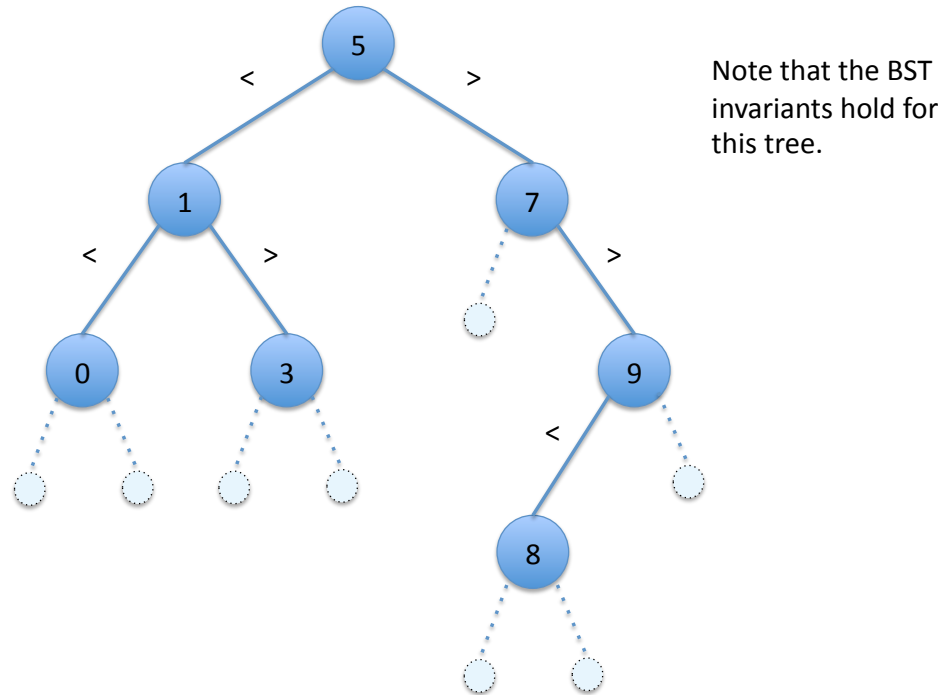 5
< >
Note that the BST
invariants hold for
this tree.
1 7
< > >
0 3 9
<
8